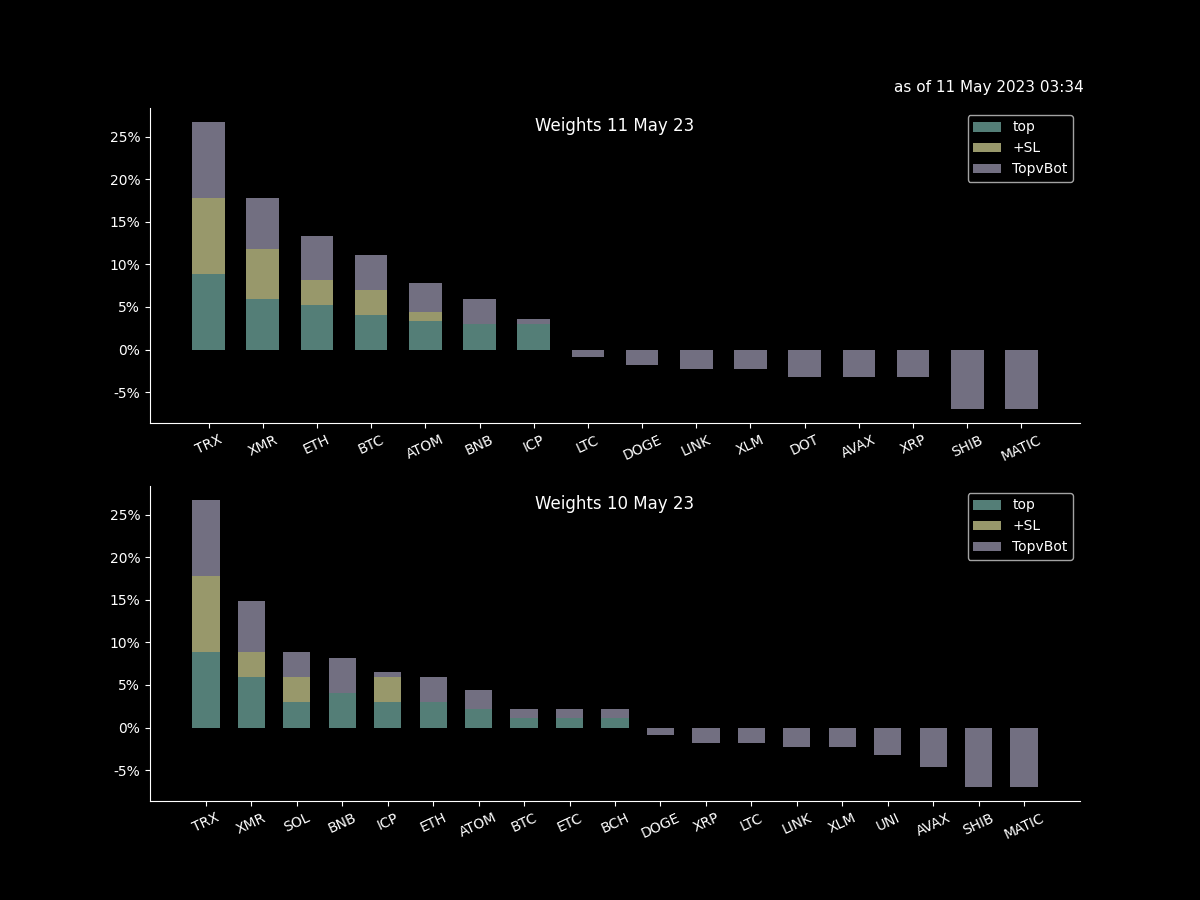 as of 11 May 2023 03:34
Weights 11 May 23
top
+SL
TopvBot
25%
20%
15%
10%
5%
0%
-5%
TRX XMR ETH BTC ATOM BNB ICP LTC DOGE LINK XLM DOT AVAX XRP SHIB MATIC
Weights 10 May 23
top
+SL
TopvBot
25%
20%
15%
10%
5%
0%
-5%
TRX XMR SOL BNB ICP ETH ATOM BTC ETC BCH DOGE XRP LTC LINK XLM UNI AVAX SHIB MATIC